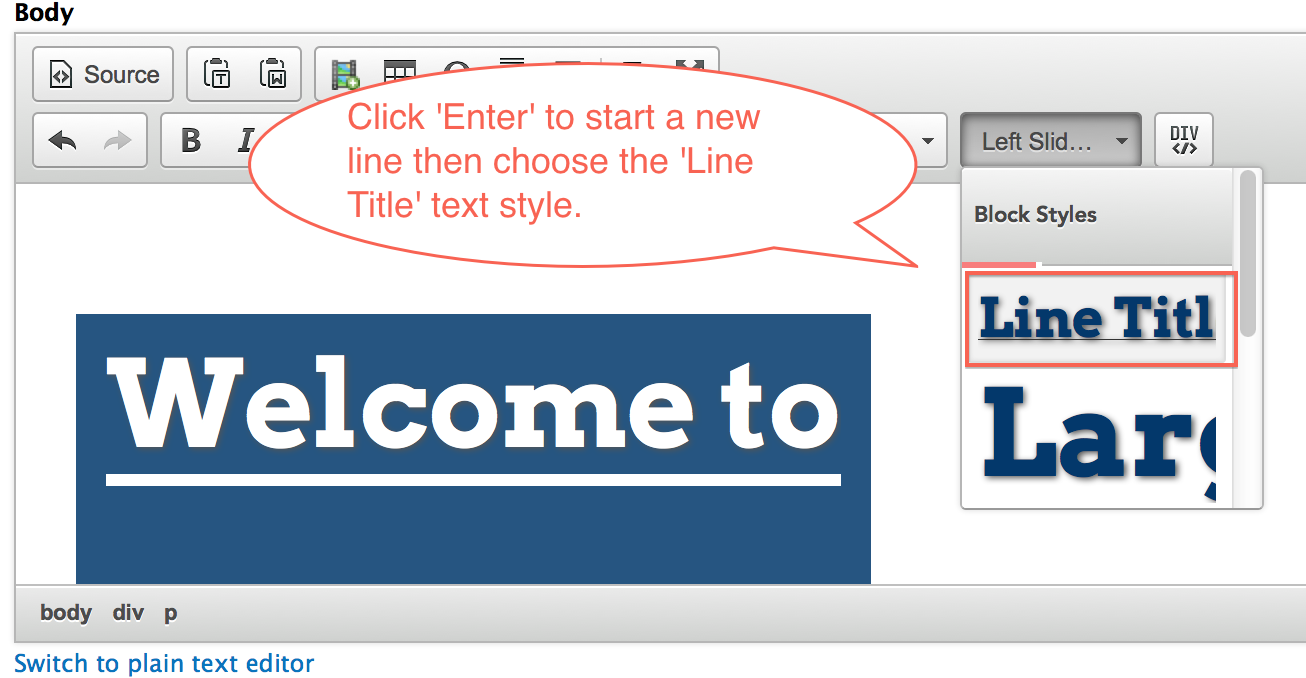 Body
Source
Click 'Enter' to start a new
line then choose the 'Line
Title' text style.
B I
Left Slid...
DIV
Block Styles
Line Titl
Larg
Welcome to
body div p
Switch to plain text editor